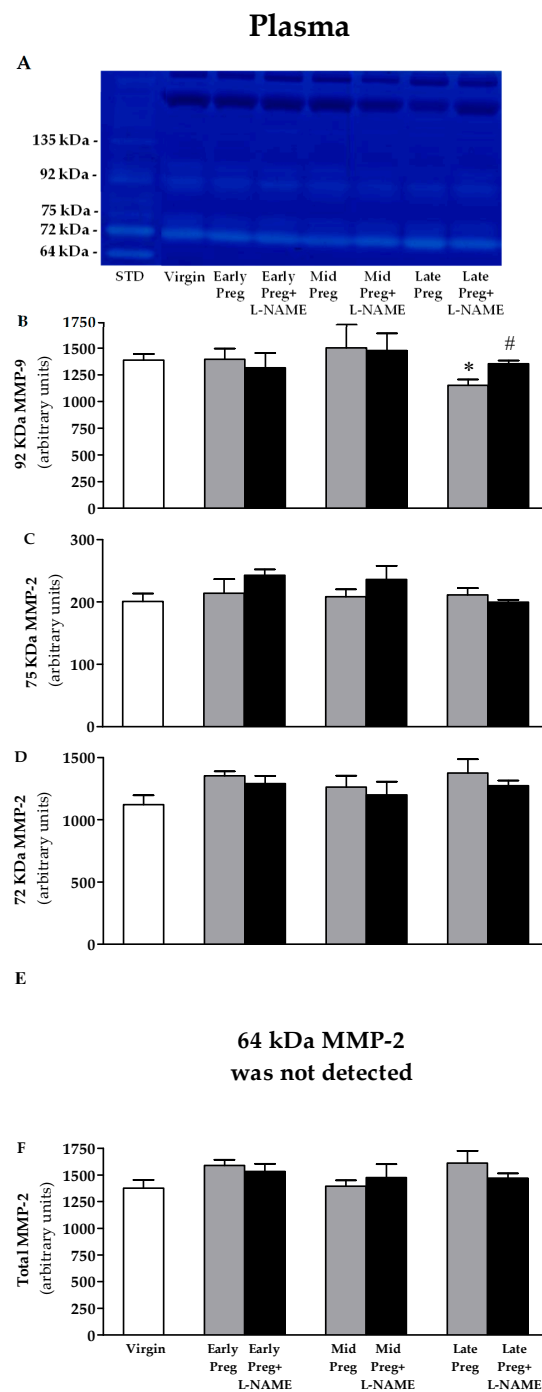 Plasma
A
135 kDa -
92 kDa -
75 kDa -
72 kDa -
64 kDa -
STD Virgin Early Preg Early Preg+ L-NAME Mid Preg Mid Preg+ L-NAME Late Preg Late Preg+ L-NAME
B
92 KDa MMP-9
(arbitrary units)
1750
1500
1250
1000
750
500
250
0
*
#
C
75 KDa MMP-2
(arbitrary units)
300
200
100
0
D
72 KDa MMP-2
(arbitrary units)
1500
1000
500
0
E
64 kDa MMP-2
was not detected
F
Total MMP-2
(arbitrary units)
1750
1500
1250
1000
750
500
250
0
Virgin Early Preg Early Preg+ L-NAME Mid Preg Mid Preg+ L-NAME Late Preg Late Preg+ L-NAME